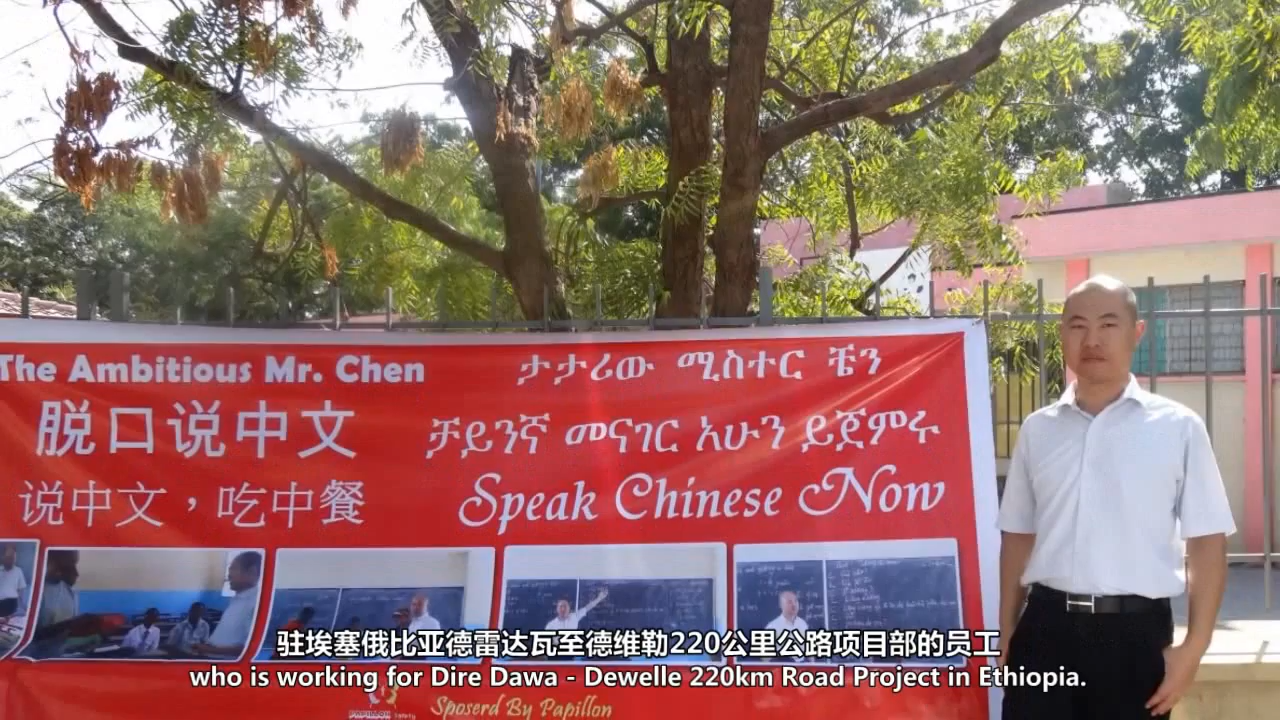 The Ambitious Mr. Chen
脱口说中文
说中文，吃中餐
ታታሪው ሚስተር ቼን
ቻይንኛ መናገር አሁን ይጀምሩ
Speak Chinese Now
驻埃塞俄比亚德雷达瓦至德维勒220公里公路项目部的员工
who is working for Dire Dawa - Dewelle 220km Road Project in Ethiopia.
PAPILLON
Sposerd By Papillon